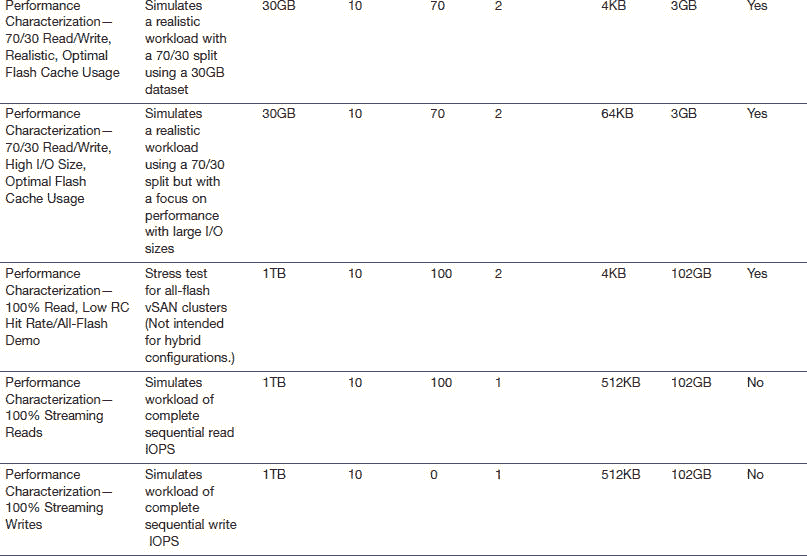 Performance Simulates 30GB 10 70 2 4KB 3GB Yes
Characterization— a realistic
70/30 Read/Write, workload with
Realistic, Optimal a 70/30 split
Flash Cache Usage using a 30GB
dataset
Performance Simulates 30GB 10 70 2 64KB 3GB Yes
Characterization— a realistic
70/30 Read/Write, workload
High I/O Size, using a 70/30
Optimal Flash split but with
Cache Usage a focus on
performance
with large I/O
sizes
Performance Stress test 1TB 10 100 2 4KB 102GB Yes
Characterization— for all-flash
100% Read, Low RC vSAN clusters
Hit Rate/All-Flash (Not intended
Demo for hybrid
configurations.)
Performance Simulates 1TB 10 100 1 512KB 102GB No
Characterization— workload of
100% Streaming complete
Reads sequential read
IOPS
Performance Simulates 1TB 10 0 1 512KB 102GB No
Characterization— workload of
100% Streaming complete
Writes sequential write
IOPS